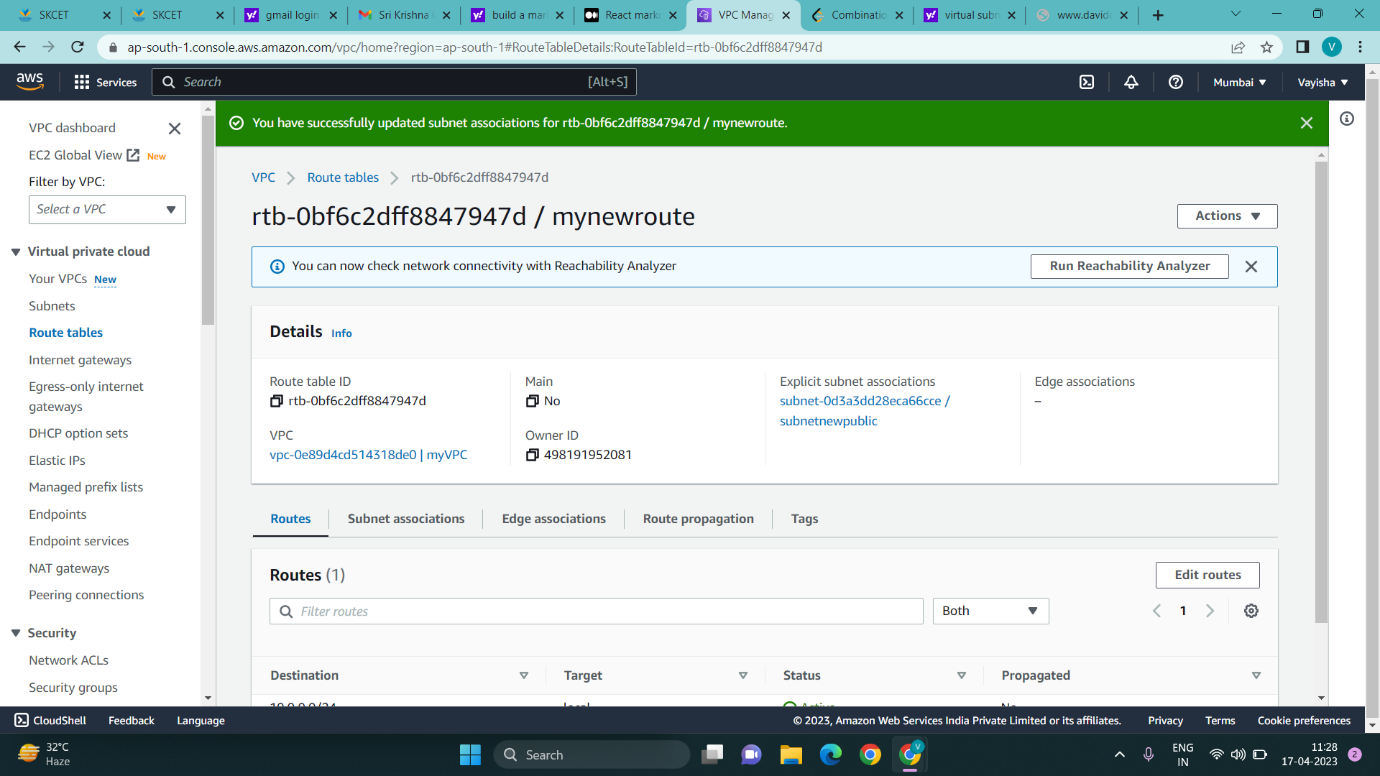 SKCET
SKCET
gmail login
Sri Krishna
build a mar
React mark
VPC Manag
Combinatio
virtual subn
www.davidc
ap-south-1.console.aws.amazon.com/vpc/home?region=ap-south-1#RouteTableDetails:RouteTableId=rtb-0bf6c2dff8847947d
V
aws
Services
Search
[Alt+S]
Mumbai
Vayisha
VPC dashboard
EC2 Global View New
Filter by VPC:
Select a VPC
Virtual private cloud
Your VPCs New
Subnets
Route tables
Internet gateways
Egress-only internet
gateways
DHCP option sets
Elastic IPs
Managed prefix lists
Endpoints
Endpoint services
NAT gateways
Peering connections
Security
Network ACLs
Security groups
You have successfully updated subnet associations for rtb-0bf6c2dff8847947d / mynewroute.
VPC
Route tables
rtb-0bf6c2dff8847947d
rtb-0bf6c2dff8847947d / mynewroute
Actions
You can now check network connectivity with Reachability Analyzer
Run Reachability Analyzer
Details Info
Route table ID
rtb-0bf6c2dff8847947d
VPC
vpc-0e89d4cd514318de0 | myVPC
Main
No
Owner ID
498191952081
Explicit subnet associations
subnet-0d3a3dd28eca66cce /
subnetnewpublic
Edge associations
–
Routes
Subnet associations
Edge associations
Route propagation
Tags
Routes (1)
Edit routes
Filter routes
Both
1
Destination
Target
Status
Propagated
CloudShell
Feedback
Language
© 2023, Amazon Web Services India Private Limited or its affiliates.
Privacy
Terms
Cookie preferences
32°C
Haze
Search
V
ENG
IN
11:28
17-04-2023
2